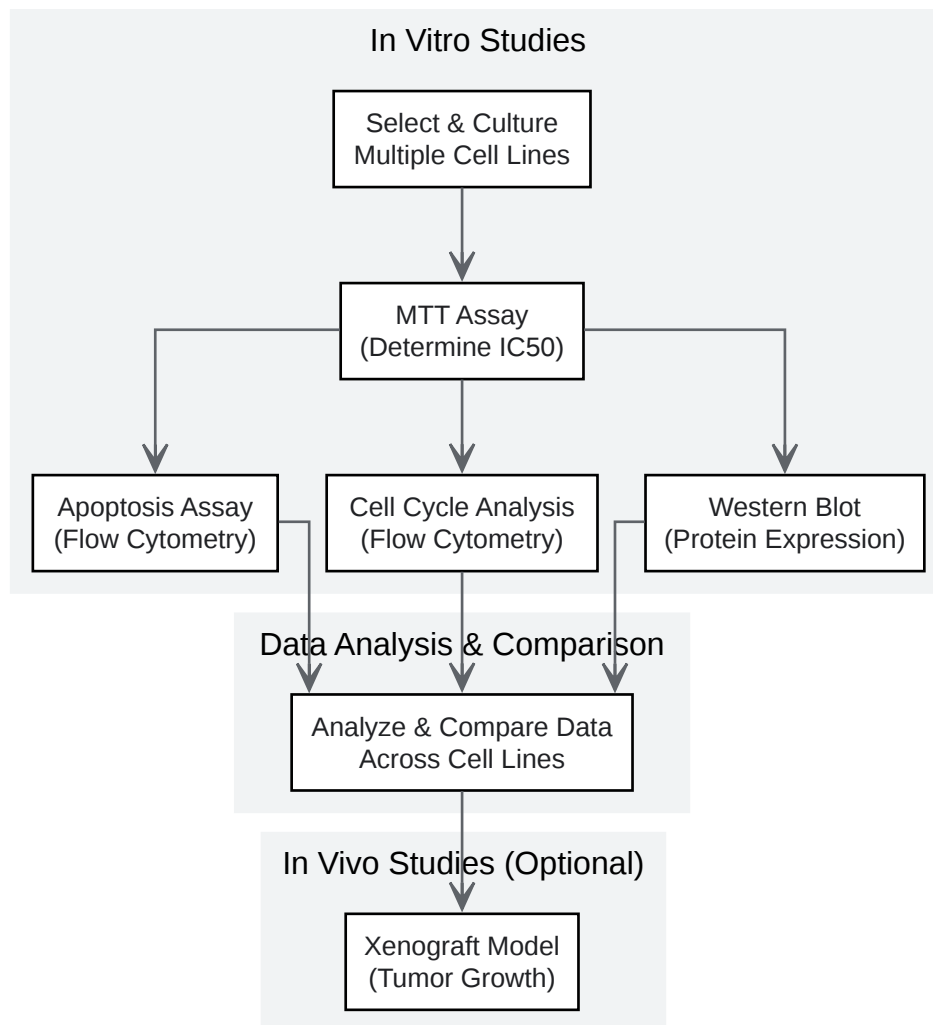 In Vitro Studies
Select & Culture
Multiple Cell Lines
MTT Assay
(Determine IC50)
Apoptosis Assay
(Flow Cytometry)
Cell Cycle Analysis
(Flow Cytometry)
Western Blot
(Protein Expression)
Data Analysis & Comparison
Analyze & Compare Data
Across Cell Lines
In Vivo Studies (Optional)
Xenograft Model
(Tumor Growth)